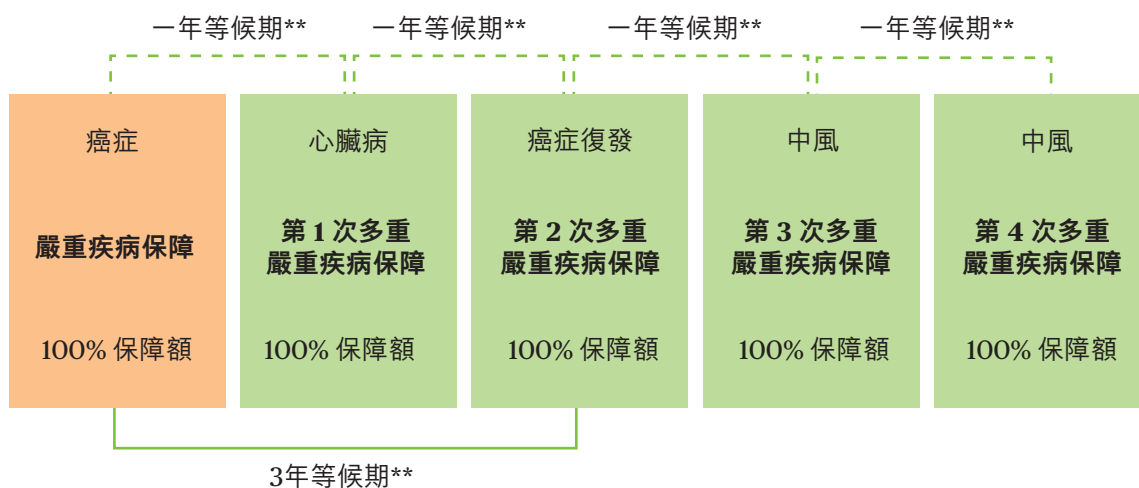 一年等候期**
一年等候期**
一年等候期**
一年等候期**
癌症
嚴重疾病保障
100% 保障額
心臟病
第 1 次多重
嚴重疾病保障
100% 保障額
癌症復發
第 2 次多重
嚴重疾病保障
100% 保障額
中風
第 3 次多重
嚴重疾病保障
100% 保障額
中風
第 4 次多重
嚴重疾病保障
100% 保障額
3年等候期**